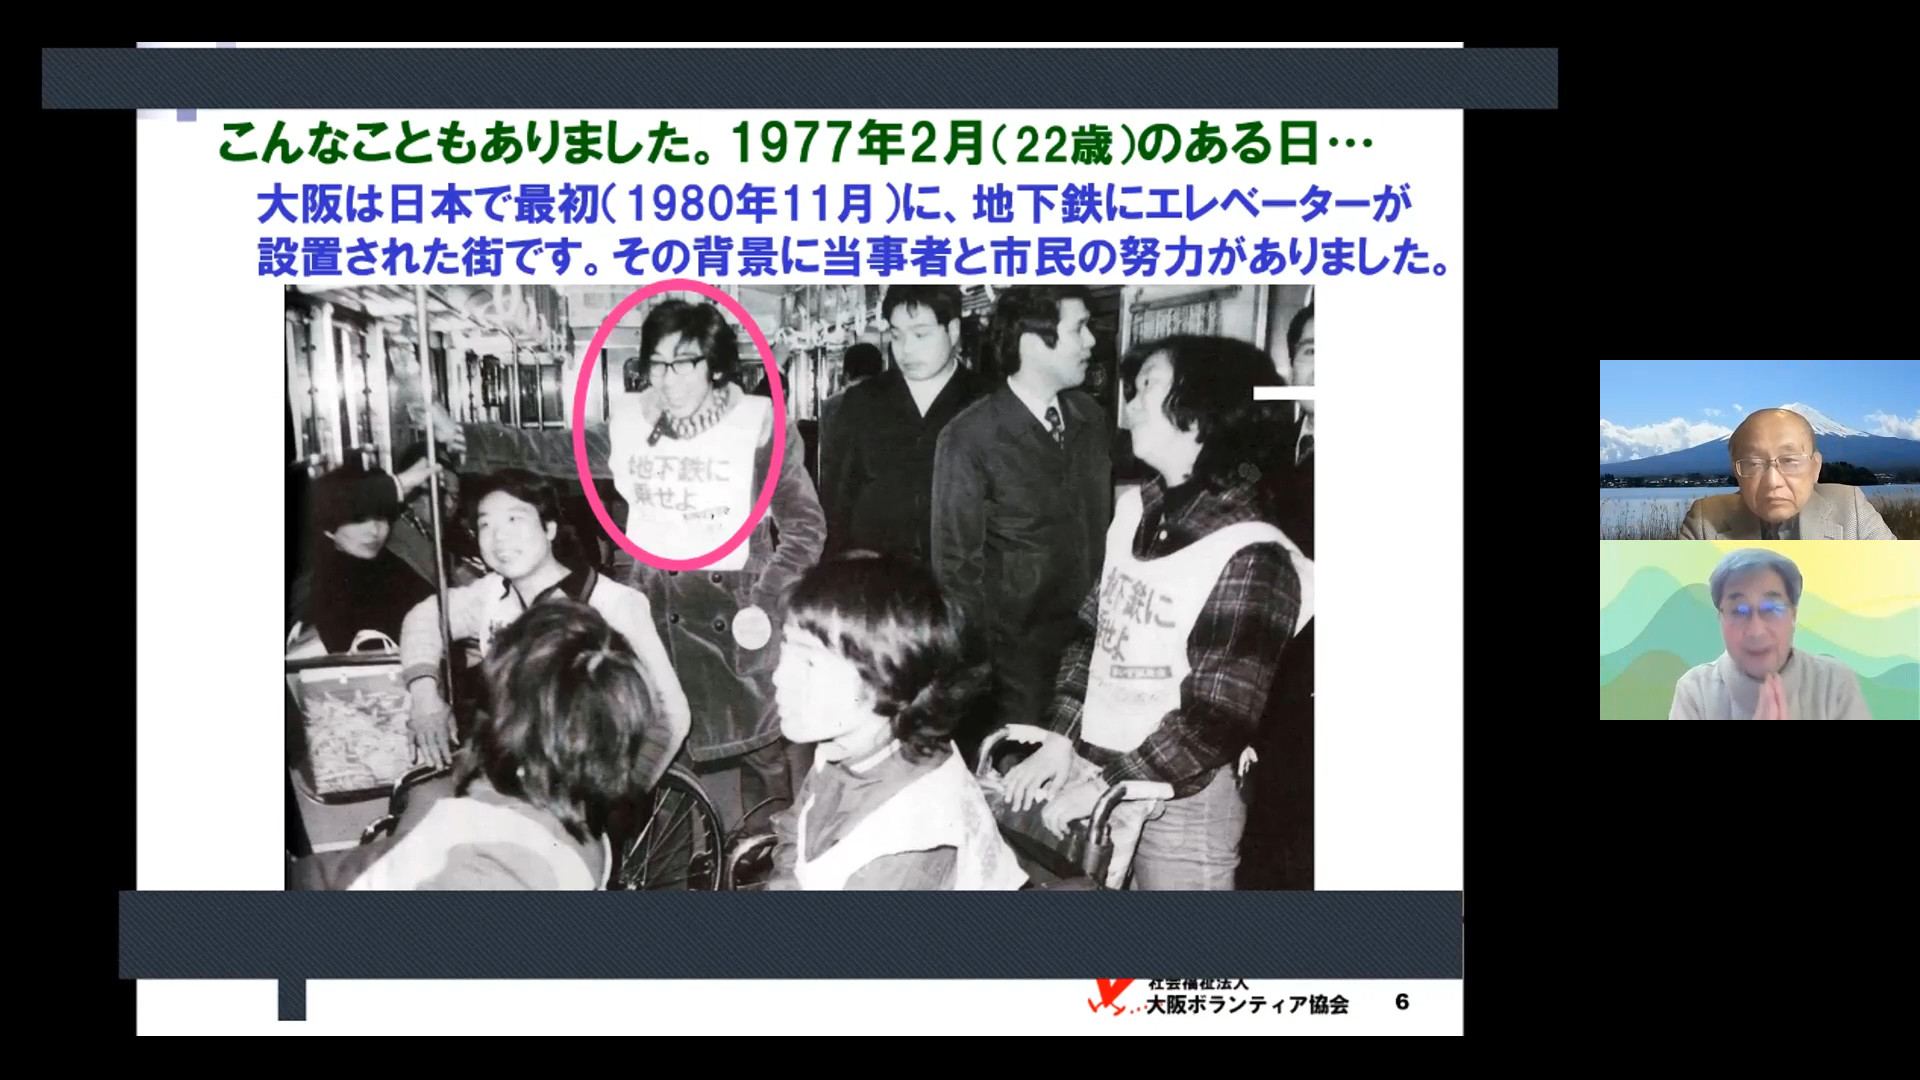 こんなこともありました。1977年2月（22歳）のある日…
大阪は日本で最初（1980年11月）に、地下鉄にエレベーターが
設置された街です。その背景に当事者と市民の努力がありました。
地下鉄に
乗せよ
地下鉄に
乗せよ
社会福祉法人
大阪ボランティア協会
6